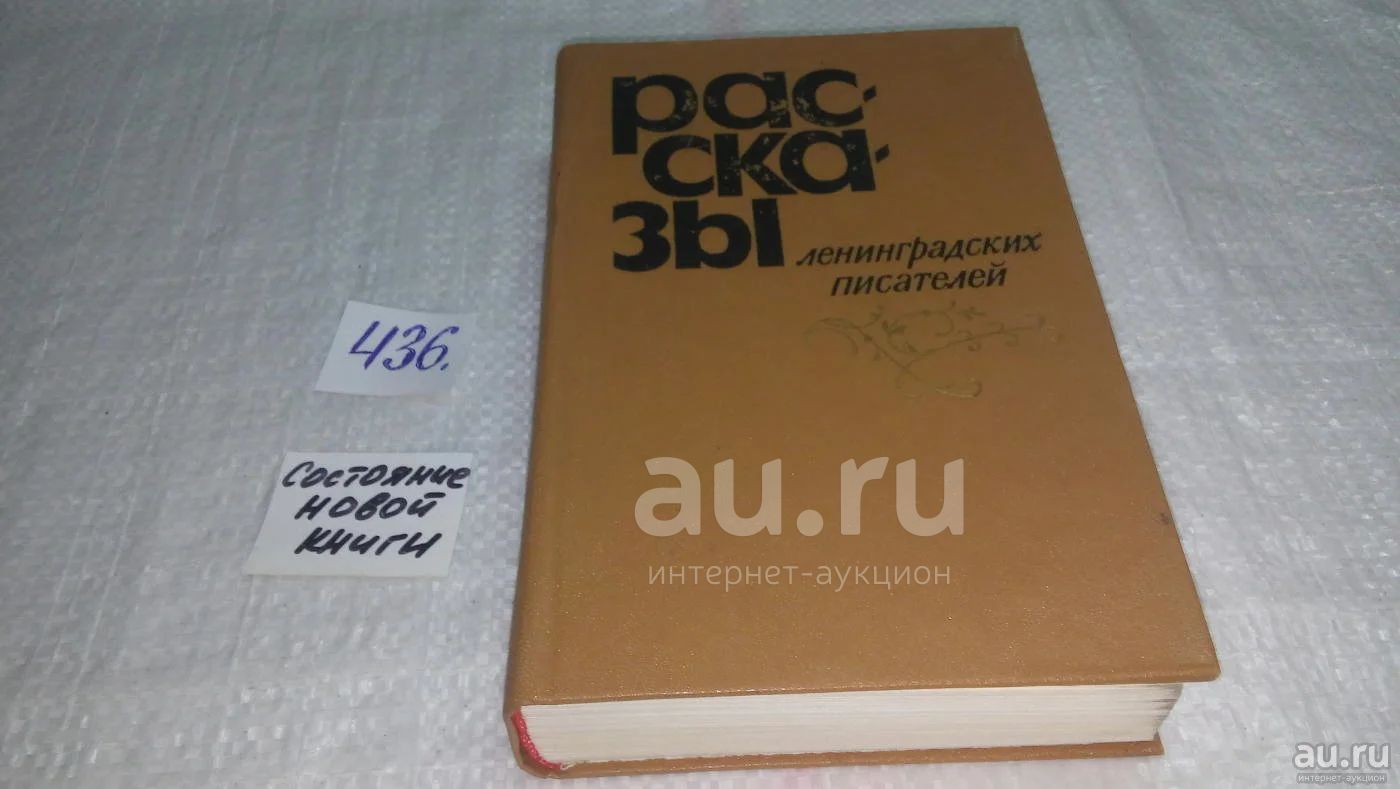 рас-
ска-
зы
ленинградских
писателей
436.
Состояние
новой
книги
au.ru
интернет-аукцион
au.ru
интернет-аукцион